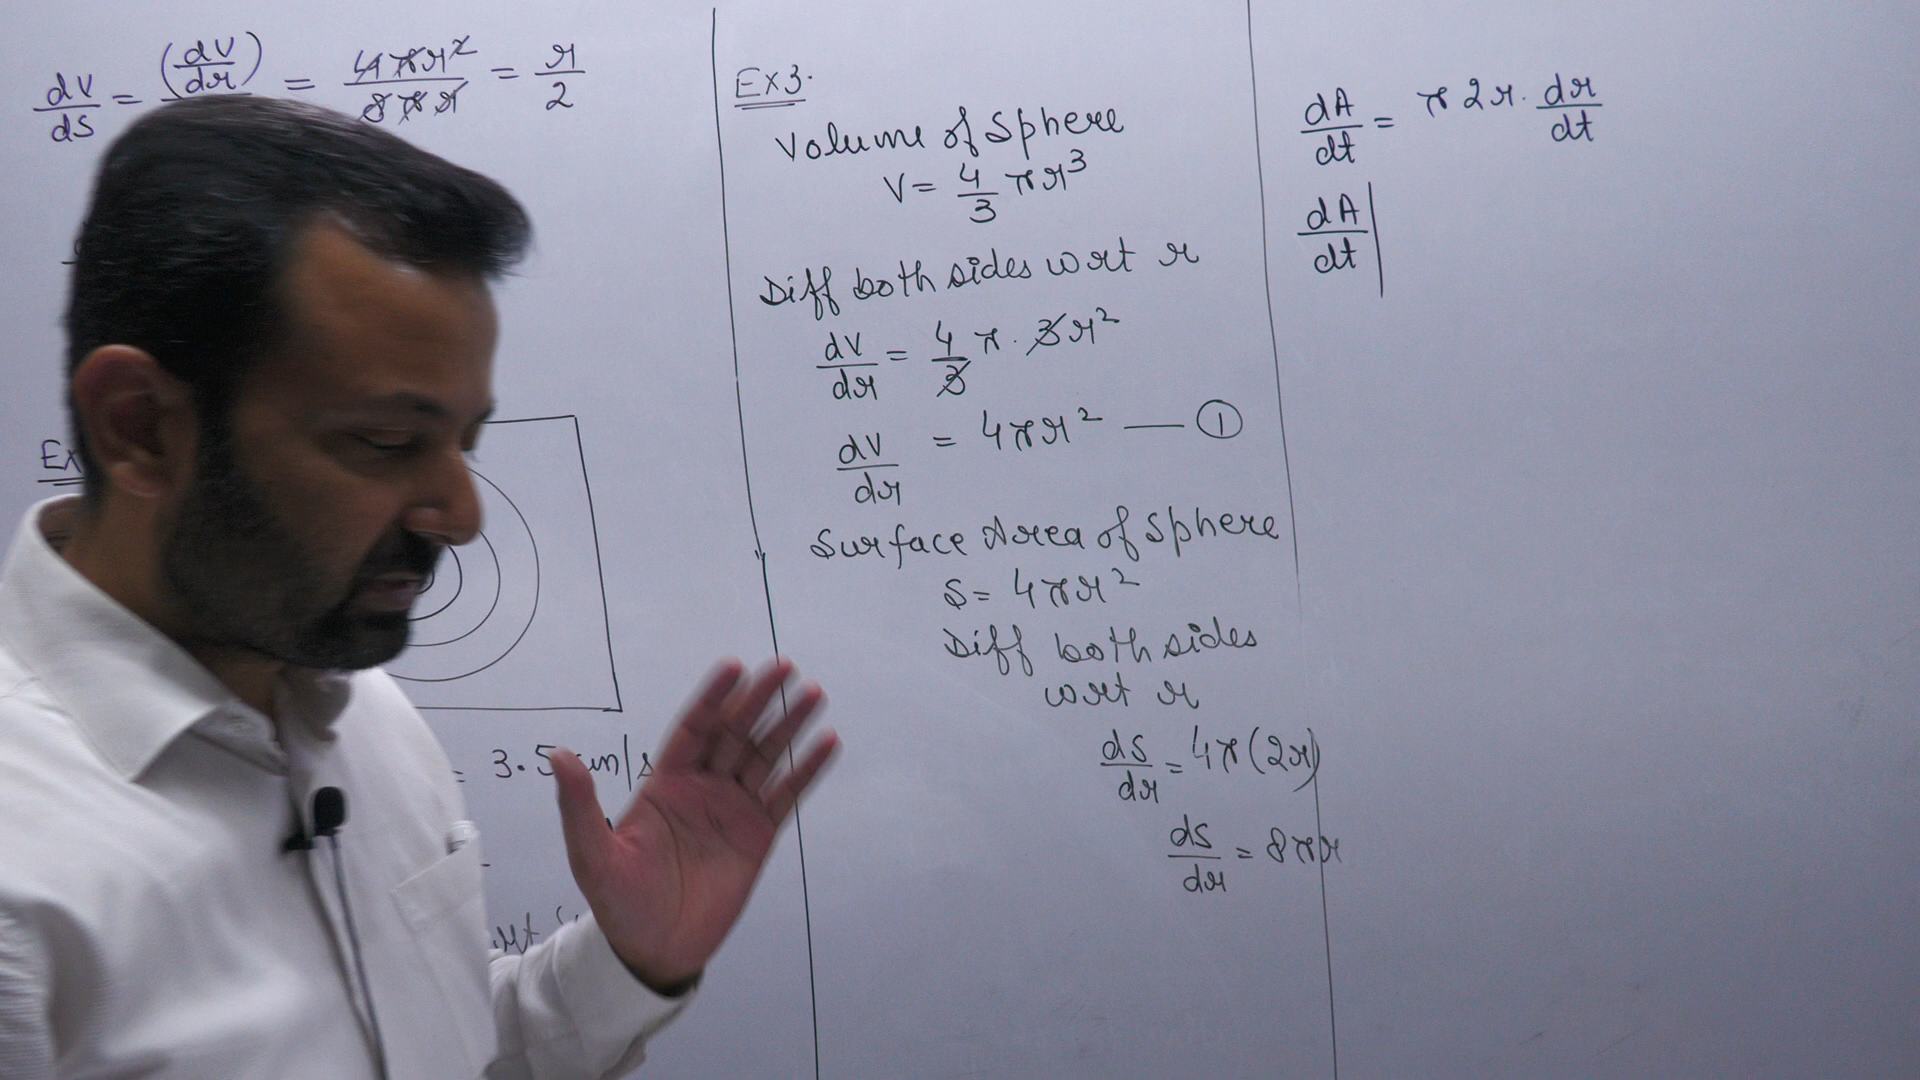 dV/dS = (dV/dr) = 4πr²/8πr = r/2
Ex
= 3.5 cm/s
Ex3.
Volume of Sphere
V = 4/3 πr³
Diff both sides wrt r
dV/dr = 4/3 π · 3r²
dV/dr = 4πr² — ①
Surface Area of Sphere
S = 4πr²
Diff both sides
wrt r
dS/dr = 4π(2r)
dS/dr = 8πr
dA/dt = π 2r · dr/dt
dA/dt |